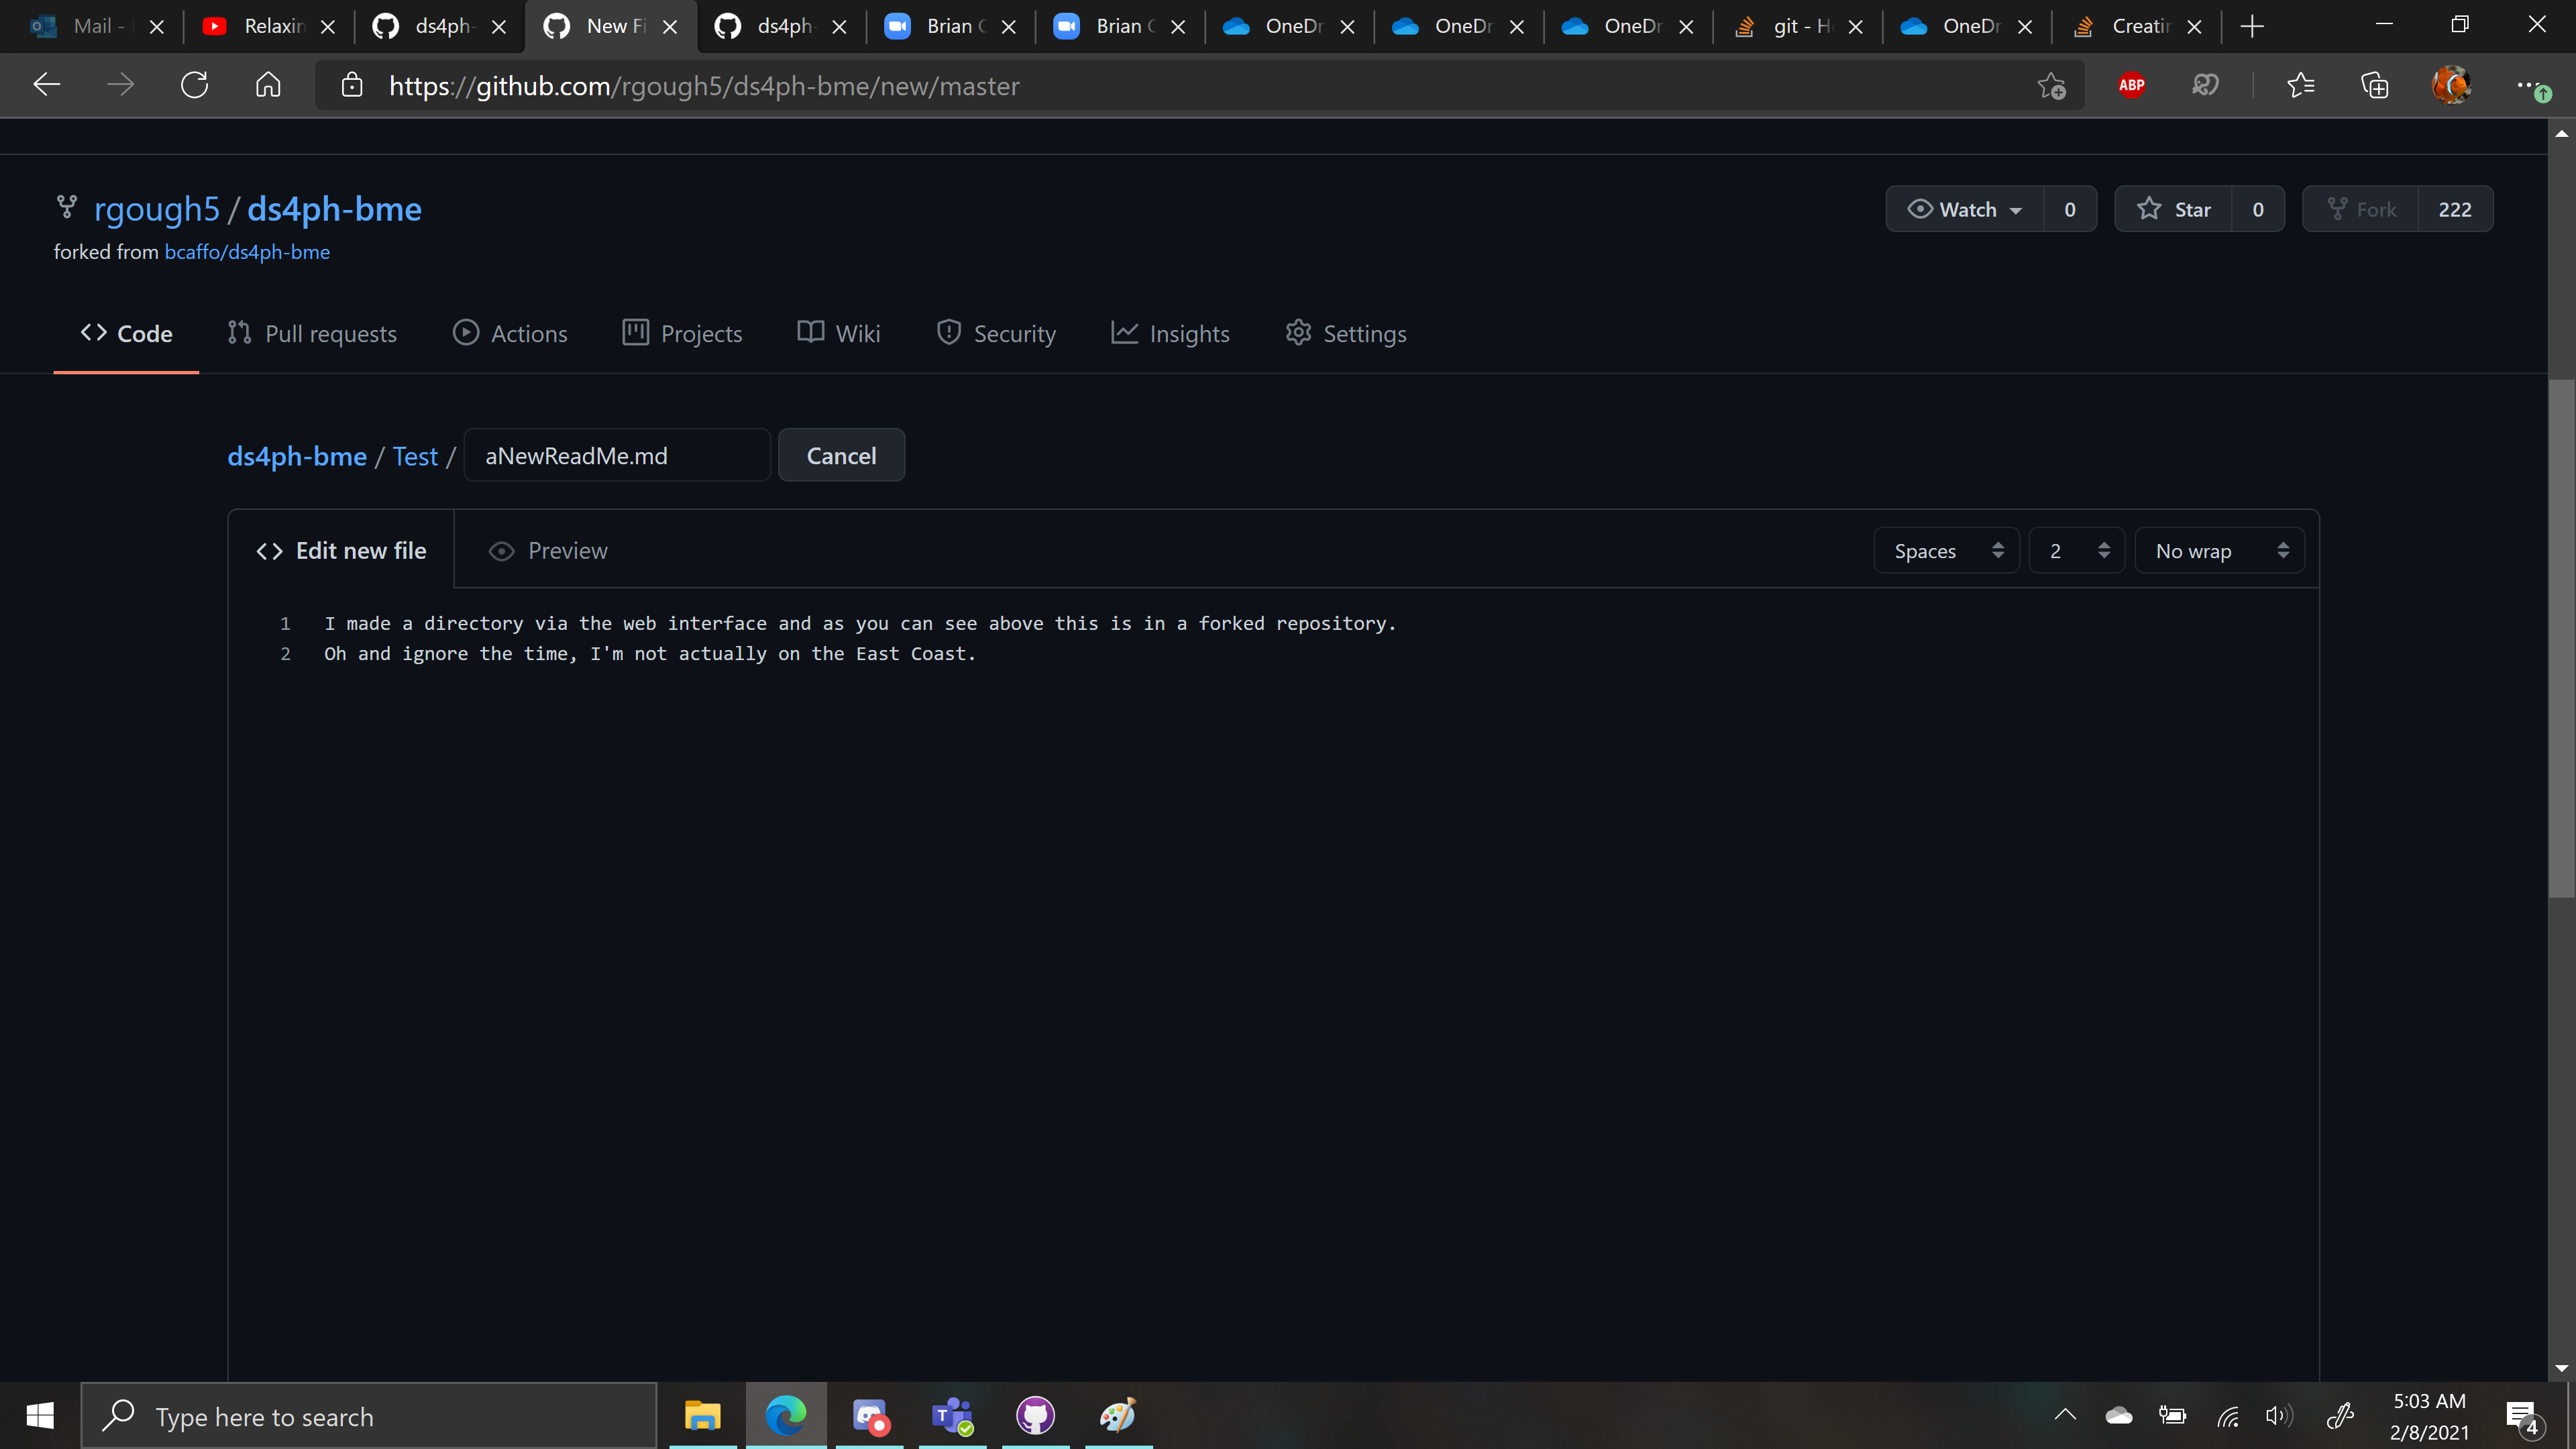 Mail -
Relaxin
ds4ph-
New Fi
ds4ph-
Brian
Brian
OneDr
OneDr
OneDr
git - H
OneDr
Creatin
https://github.com/rgough5/ds4ph-bme/new/master
ABP
rgough5 / ds4ph-bme
Watch 0
Star 0
Fork 222
forked from bcaffo/ds4ph-bme
Code
Pull requests
Actions
Projects
Wiki
Security
Insights
Settings
ds4ph-bme / Test / aNewReadMe.md
Cancel
Edit new file
Preview
Spaces
2
No wrap
1 I made a directory via the web interface and as you can see above this is in a forked repository.
2 Oh and ignore the time, I'm not actually on the East Coast.
Type here to search
5:03 AM
2/8/2021
4